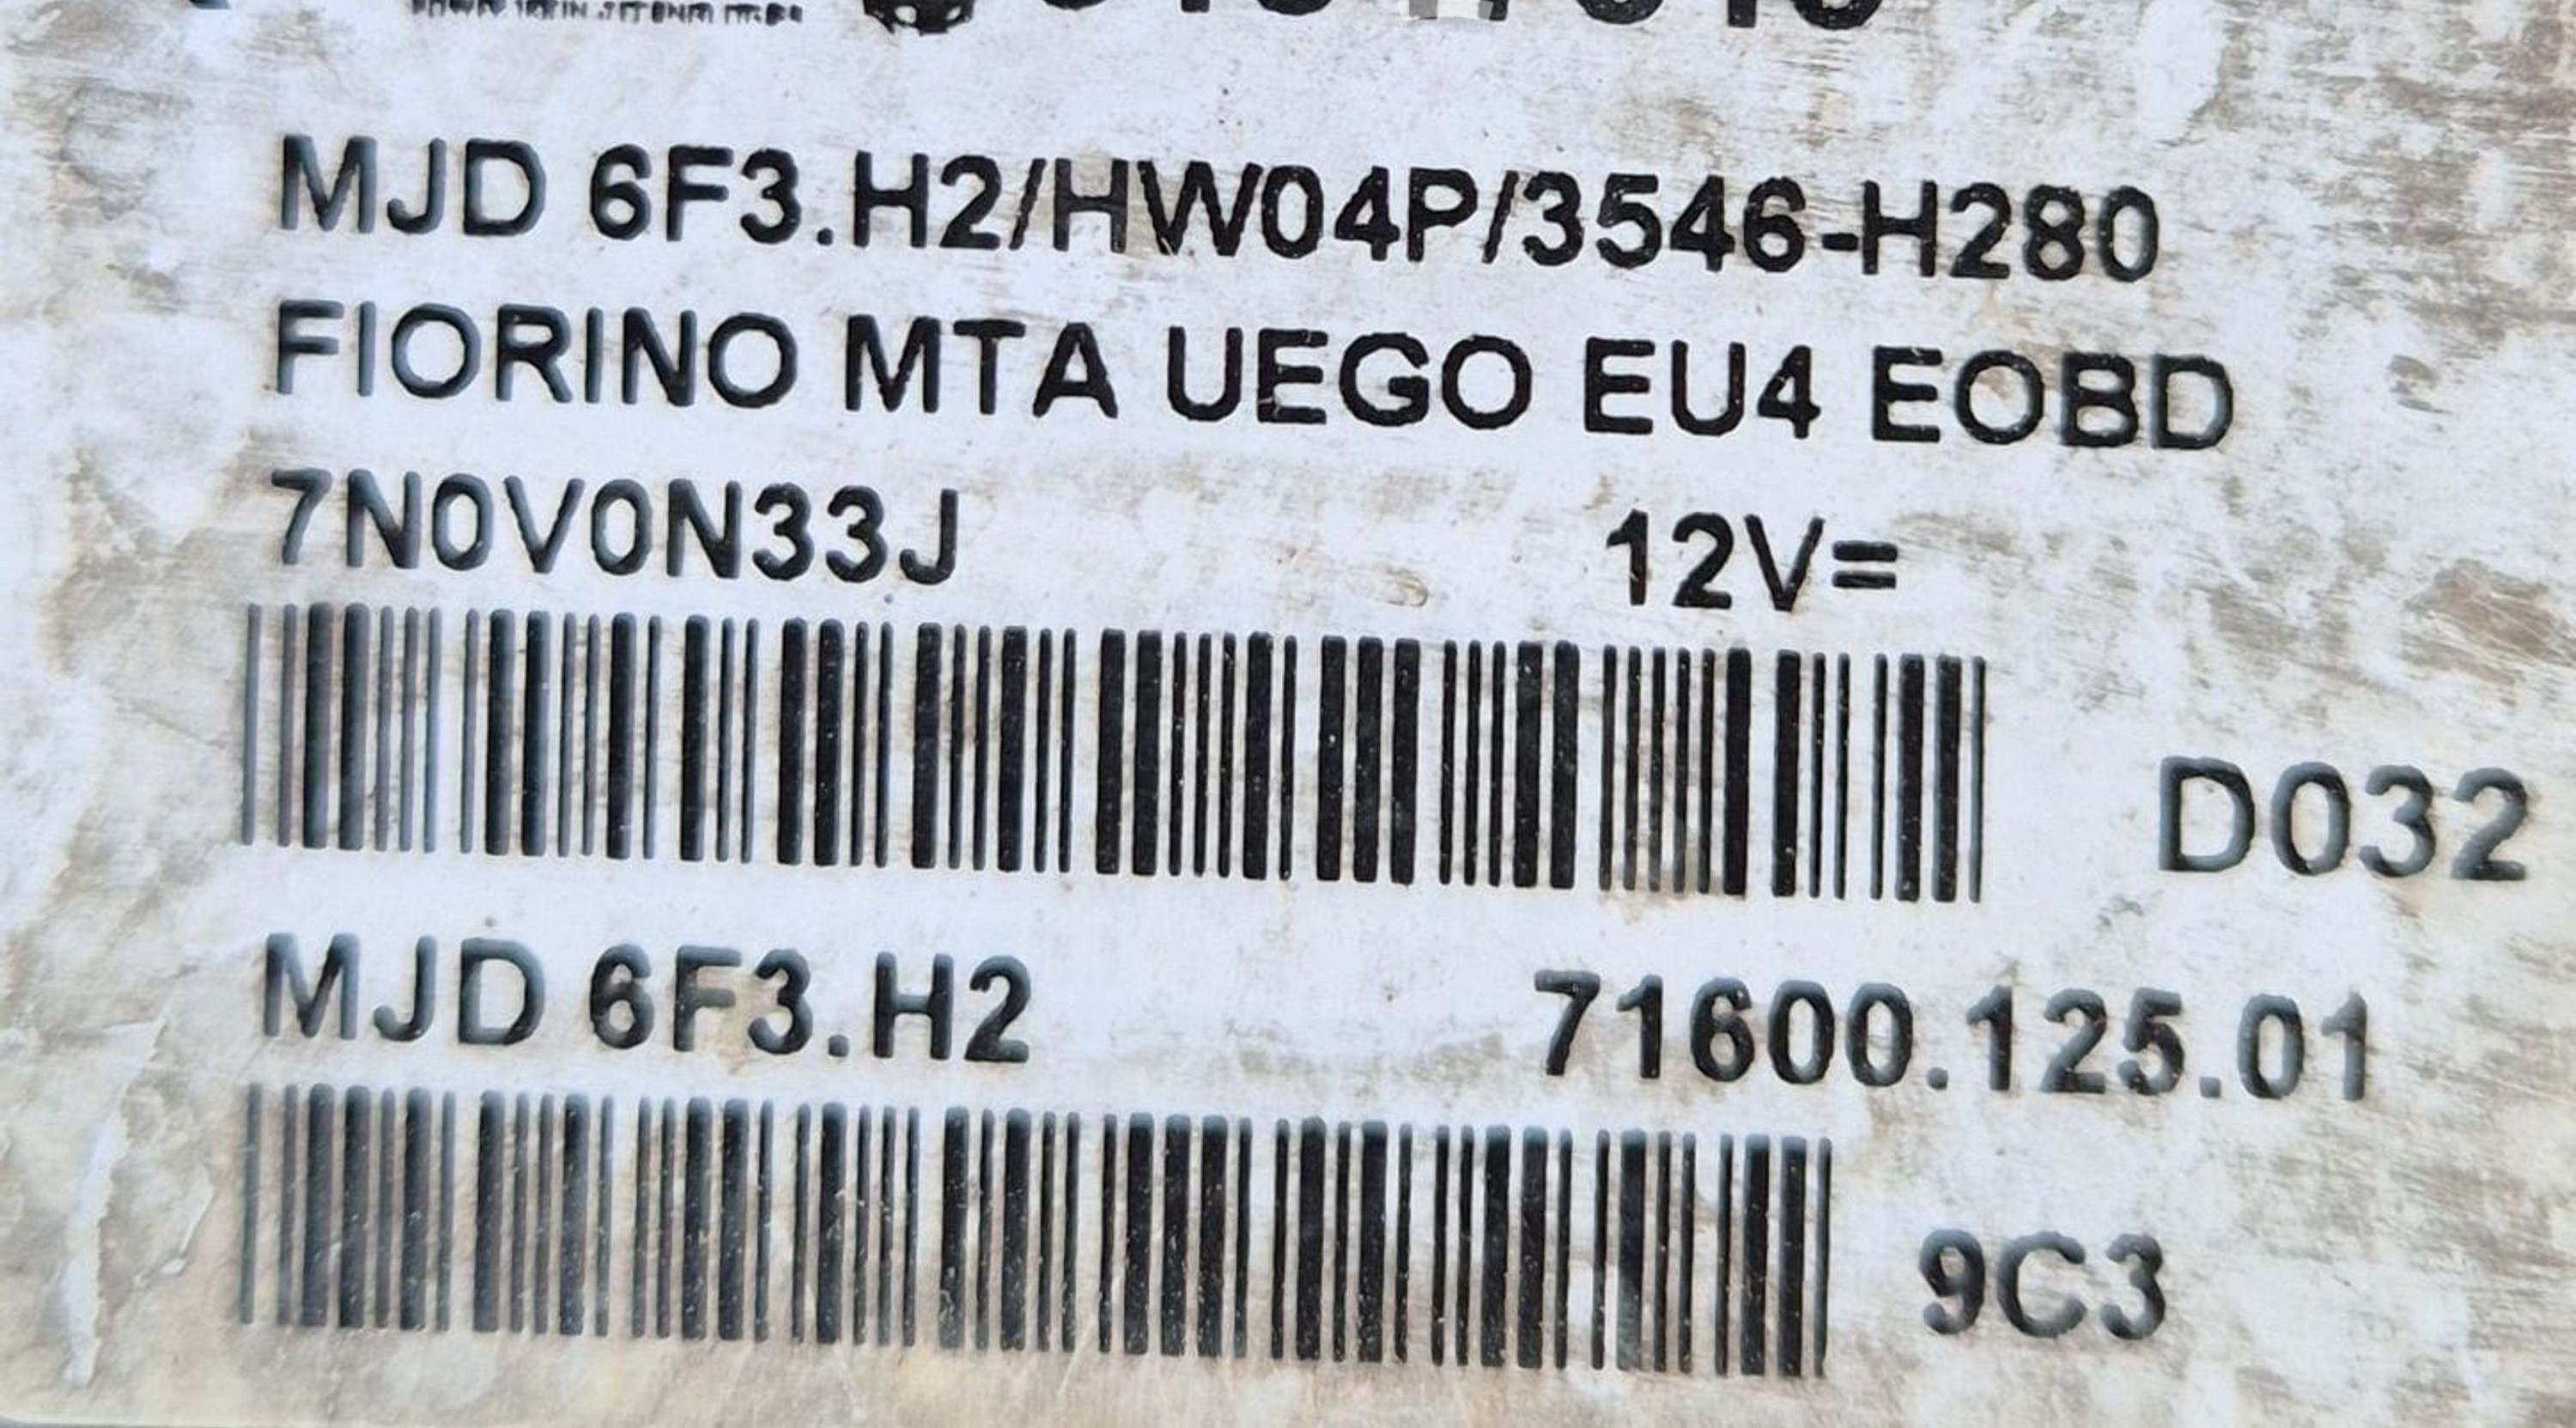 MJD 6F3.H2/HW04P/3546-H280
FIORINO MTA UEGO EU4 EOBD
7N0V0N33J 12V=
D032
MJD 6F3.H2 71600.125.01
9C3